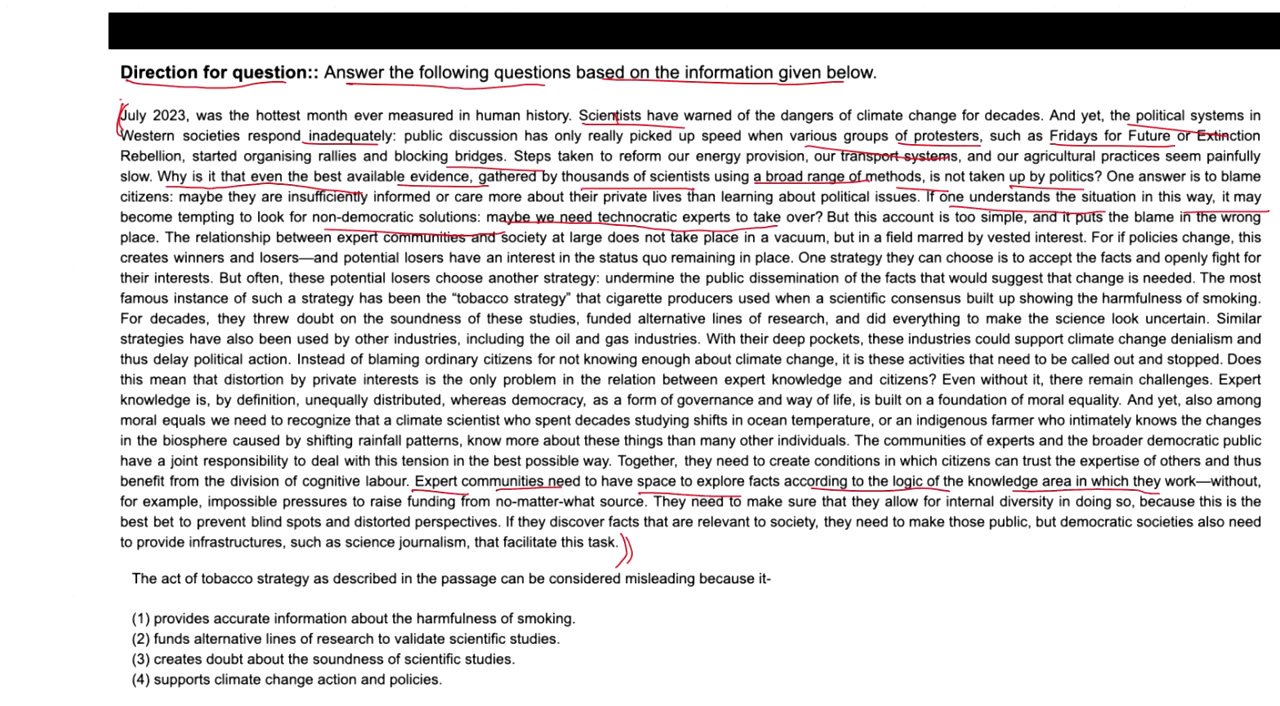 Direction for question:: Answer the following questions based on the information given below.
July 2023, was the hottest month ever measured in human history. Scientists have warned of the dangers of climate change for decades. And yet, the political systems in
Western societies respond inadequately: public discussion has only really picked up speed when various groups of protesters, such as Fridays for Future or Extinction
Rebellion, started organising rallies and blocking bridges. Steps taken to reform our energy provision, our transport systems, and our agricultural practices seem painfully
slow. Why is it that even the best available evidence, gathered by thousands of scientists using a broad range of methods, is not taken up by politics? One answer is to blame
citizens: maybe they are insufficiently informed or care more about their private lives than learning about political issues. If one understands the situation in this way, it may
become tempting to look for non-democratic solutions: maybe we need technocratic experts to take over? But this account is too simple, and it puts the blame in the wrong
place. The relationship between expert communities and society at large does not take place in a vacuum, but in a field marred by vested interest. For if policies change, this
creates winners and losers—and potential losers have an interest in the status quo remaining in place. One strategy they can choose is to accept the facts and openly fight for
their interests. But often, these potential losers choose another strategy: undermine the public dissemination of the facts that would suggest that change is needed. The most
famous instance of such a strategy has been the “tobacco strategy” that cigarette producers used when a scientific consensus built up showing the harmfulness of smoking.
For decades, they threw doubt on the soundness of these studies, funded alternative lines of research, and did everything to make the science look uncertain. Similar
strategies have also been used by other industries, including the oil and gas industries. With their deep pockets, these industries could support climate change denialism and
thus delay political action. Instead of blaming ordinary citizens for not knowing enough about climate change, it is these activities that need to be called out and stopped. Does
this mean that distortion by private interests is the only problem in the relation between expert knowledge and citizens? Even without it, there remain challenges. Expert
knowledge is, by definition, unequally distributed, whereas democracy, as a form of governance and way of life, is built on a foundation of moral equality. And yet, also among
moral equals we need to recognize that a climate scientist who spent decades studying shifts in ocean temperature, or an indigenous farmer who intimately knows the changes
in the biosphere caused by shifting rainfall patterns, know more about these things than many other individuals. The communities of experts and the broader democratic public
have a joint responsibility to deal with this tension in the best possible way. Together, they need to create conditions in which citizens can trust the expertise of others and thus
benefit from the division of cognitive labour. Expert communities need to have space to explore facts according to the logic of the knowledge area in which they work—without,
for example, impossible pressures to raise funding from no-matter-what source. They need to make sure that they allow for internal diversity in doing so, because this is the
best bet to prevent blind spots and distorted perspectives. If they discover facts that are relevant to society, they need to make those public, but democratic societies also need
to provide infrastructures, such as science journalism, that facilitate this task.
The act of tobacco strategy as described in the passage can be considered misleading because it-
(1) provides accurate information about the harmfulness of smoking.
(2) funds alternative lines of research to validate scientific studies.
(3) creates doubt about the soundness of scientific studies.
(4) supports climate change action and policies.